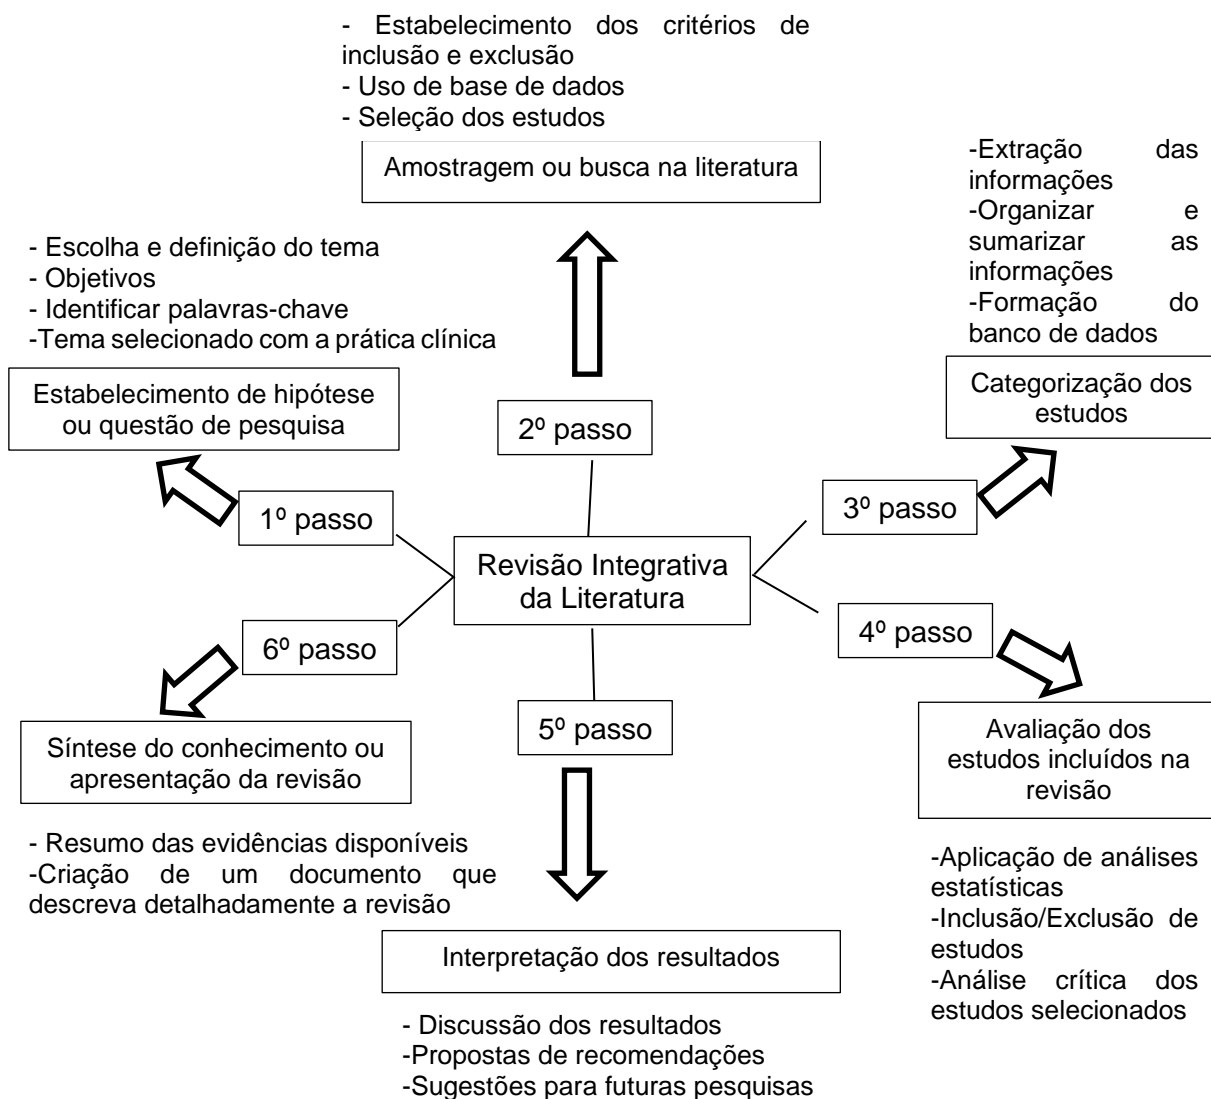 - Estabelecimento dos critérios de
inclusão e exclusão
- Uso de base de dados
- Seleção dos estudos
Amostragem ou busca na literatura
-Extração das
informações
-Organizar e
sumarizar as
informações
-Formação do
banco de dados
Categorização dos
estudos
- Escolha e definição do tema
- Objetivos
- Identificar palavras-chave
-Tema selecionado com a prática clínica
Estabelecimento de hipótese
ou questão de pesquisa
2º passo
3º passo
1º passo
Revisão Integrativa
da Literatura
4º passo
6º passo
5º passo
Síntese do conhecimento ou
apresentação da revisão
- Resumo das evidências disponíveis
-Criação de um documento que
descreva detalhadamente a revisão
Avaliação dos
estudos incluídos na
revisão
-Aplicação de análises
estatísticas
-Inclusão/Exclusão de
estudos
-Análise crítica dos
estudos selecionados
Interpretação dos resultados
- Discussão dos resultados
-Propostas de recomendações
-Sugestões para futuras pesquisas